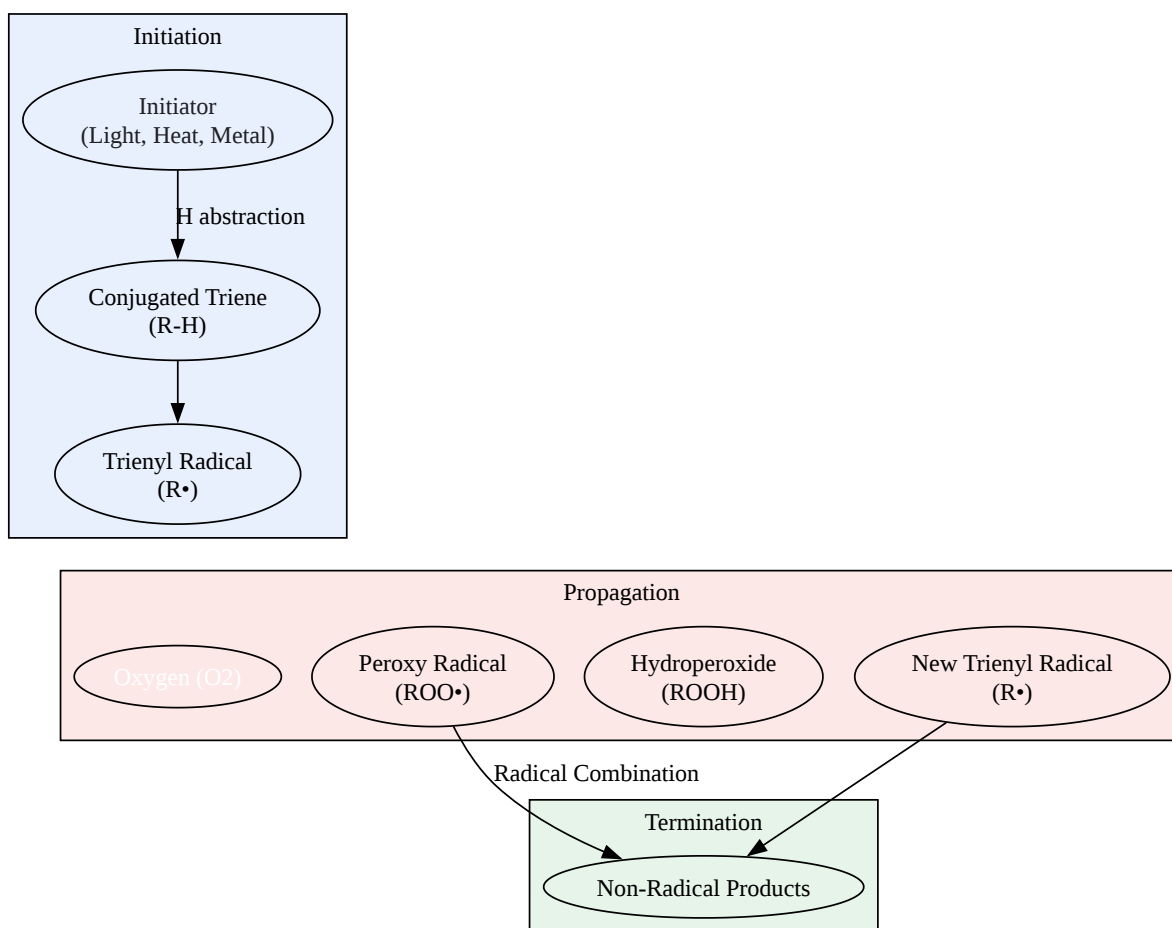 Initiation
Initiator
(Light, Heat, Metal)
H abstraction
Conjugated Triene
(R-H)
Trienyl Radical
(R•)
Propagation
Oxygen (O2)
Peroxy Radical
(ROO•)
Hydroperoxide
(ROOH)
New Trienyl Radical
(R•)
Radical Combination
Termination
Non-Radical Products